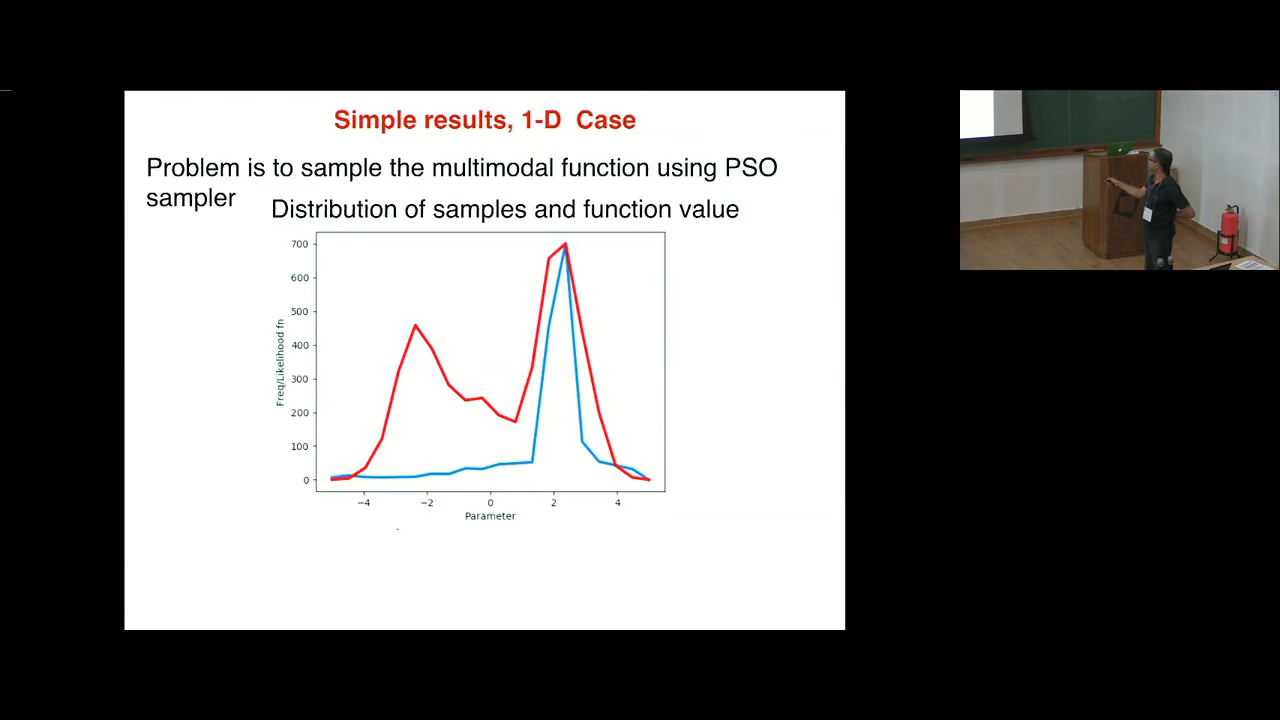 Simple results, 1-D Case
Problem is to sample the multimodal function using PSO
sampler
Distribution of samples and function value
700
600
500
400
300
200
100
0
Freq/Likelihood fn
−4
−2
0
2
4
Parameter